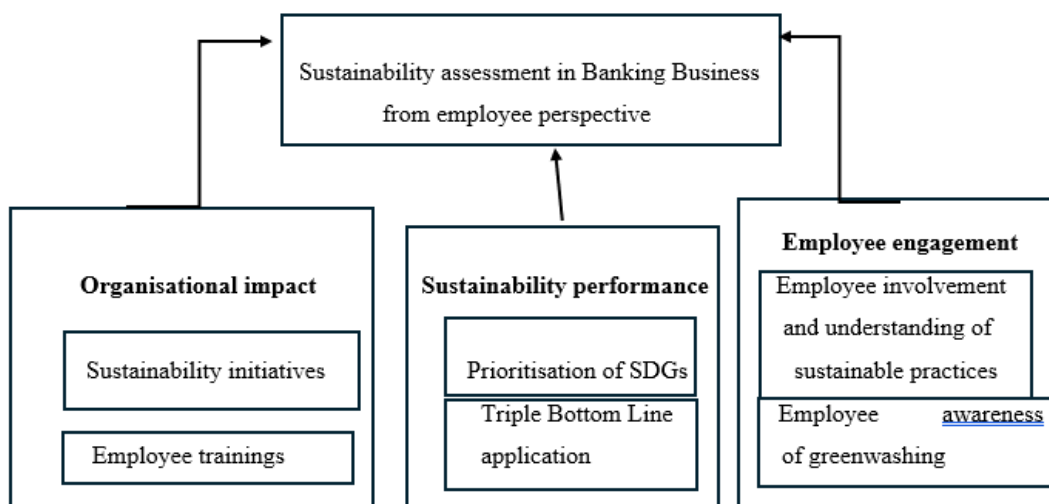 Sustainability assessment in Banking Business
from employee perspective
Organisational impact
Sustainability initiatives
Employee trainings
Sustainability performance
Prioritisation of SDGs
Triple Bottom Line
application
Employee engagement
Employee involvement
and understanding of
sustainable practices
Employee awareness
of greenwashing